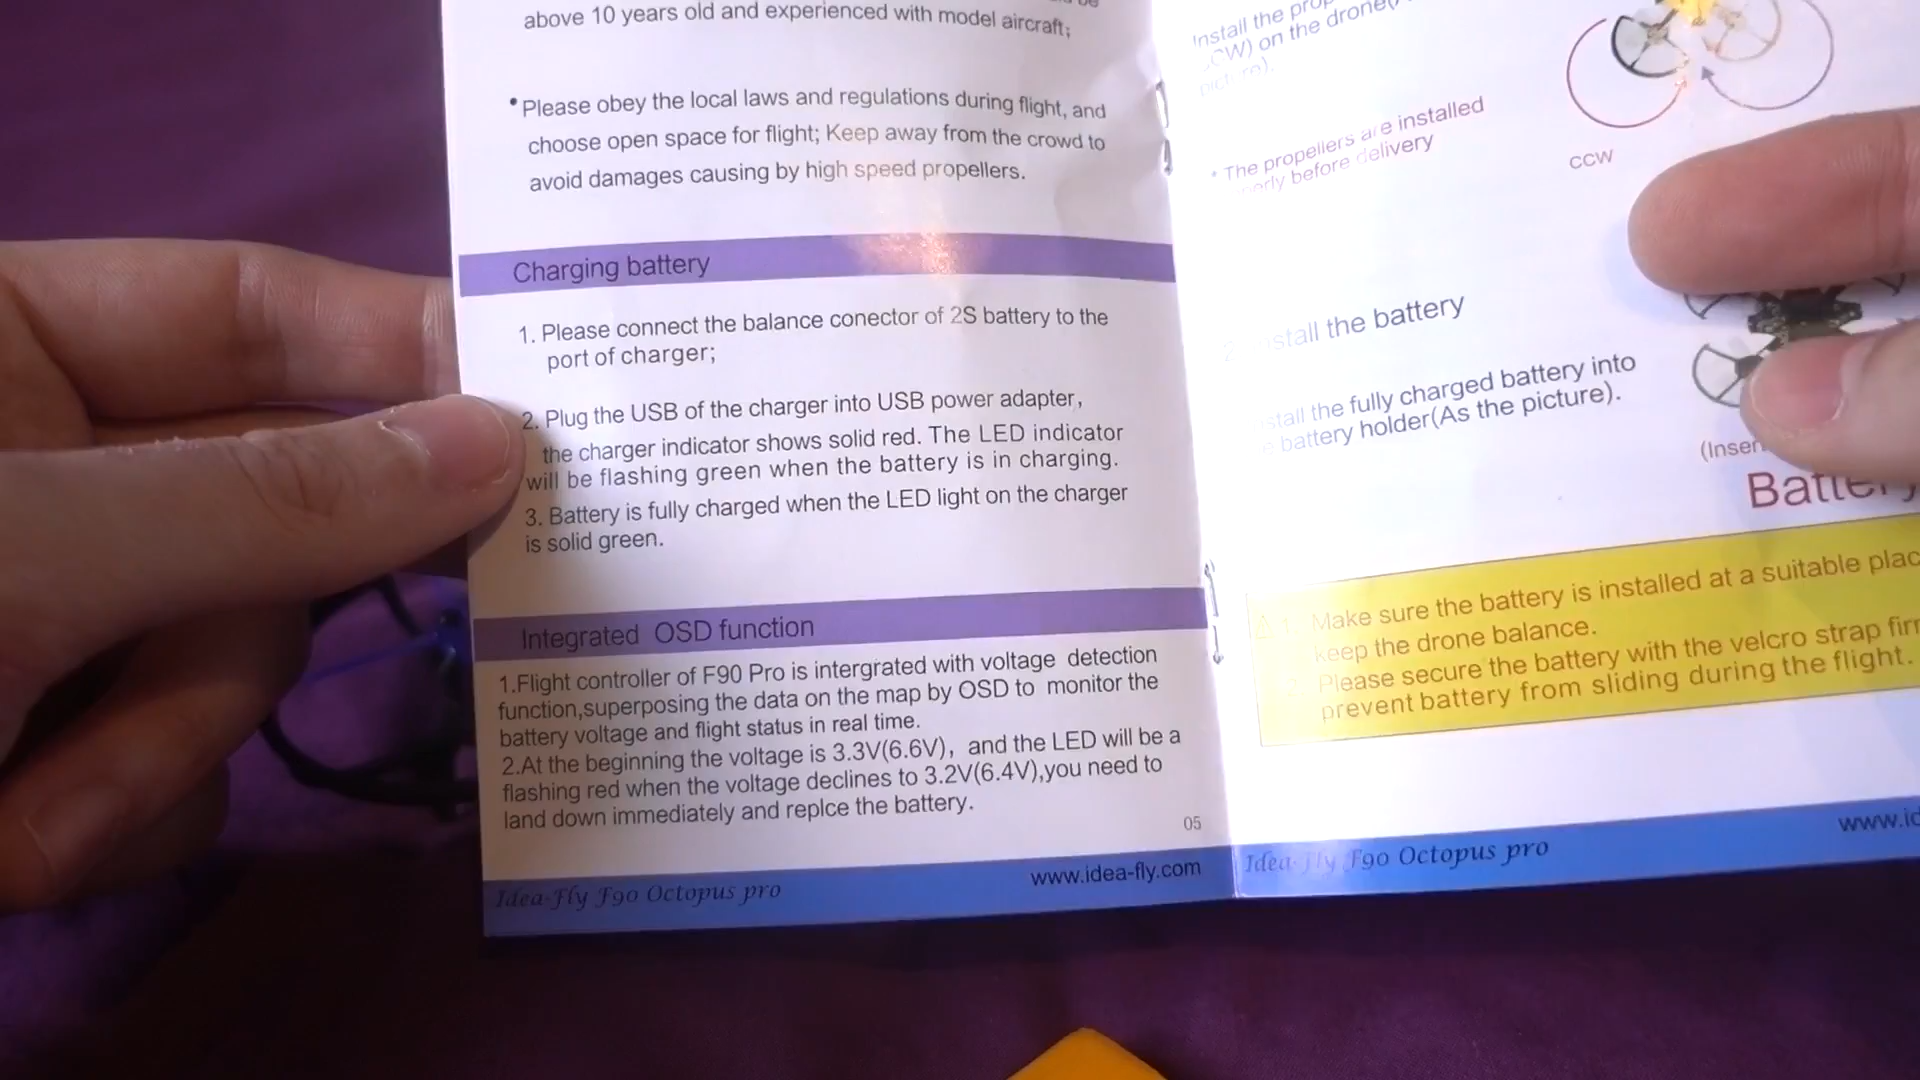 above 10 years old and experienced with model aircraft;
•Please obey the local laws and regulations during flight, and
choose open space for flight; Keep away from the crowd to
avoid damages causing by high speed propellers.
Charging battery
1. Please connect the balance conector of 2S battery to the
port of charger;
2. Plug the USB of the charger into USB power adapter,
the charger indicator shows solid red. The LED indicator
will be flashing green when the battery is in charging.
3. Battery is fully charged when the LED light on the charger
is solid green.
Integrated OSD function
1.Flight controller of F90 Pro is intergrated with voltage detection
function,superposing the data on the map by OSD to monitor the
battery voltage and flight status in real time.
2.At the beginning the voltage is 3.3V(6.6V), and the LED will be a
flashing red when the voltage declines to 3.2V(6.4V),you need to
land down immediately and replce the battery.
05
Idea-Fly F90 Octopus pro
www.idea-fly.com
Install the
on the drone
• The propellers are installed
before delivery
CCW
the battery
the fully charged battery into
battery holder(As the picture).
Make sure the battery is installed at a suitable
keep the drone balance.
Please secure the battery with the velcro strap
prevent battery from sliding during the flight.
Idea-Fly F90 Octopus pro